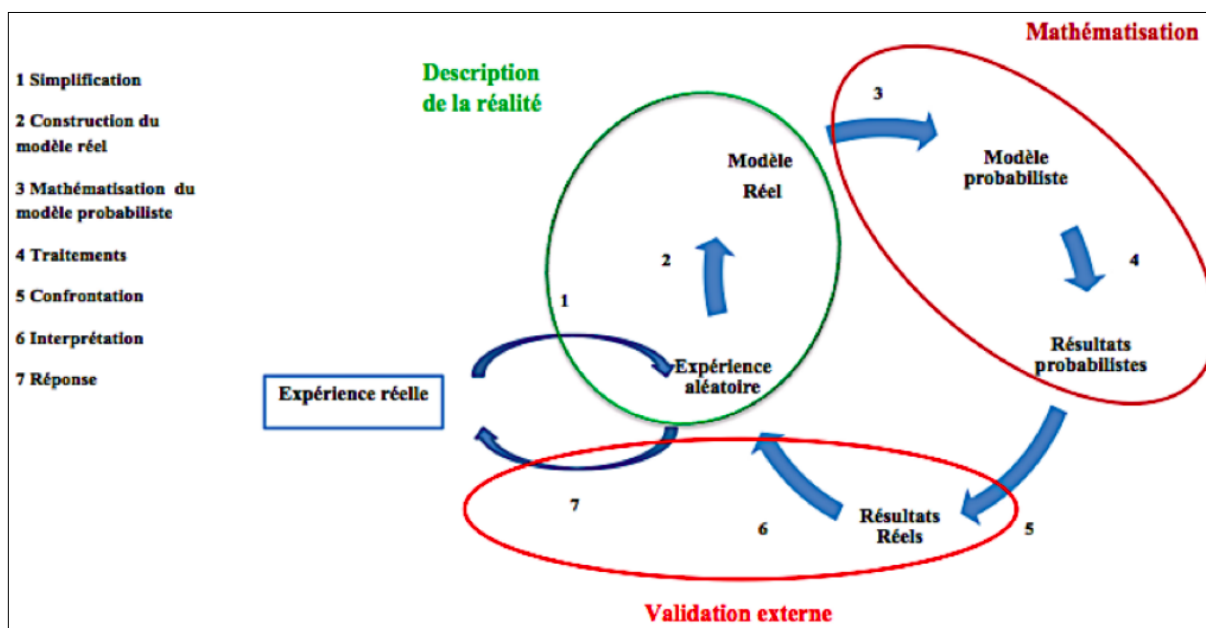 Mathématisation
Description
de la réalité
1 Simplification
2 Construction du
modèle réel
3 Mathématisation du
modèle probabiliste
4 Traitements
5 Confrontation
6 Interprétation
7 Réponse
3
Modèle
Réel
Modèle
probabiliste
2
4
1
Expérience réelle
Expérience
aléatoire
Résultats
probabilistes
7
6
Résultats
Réels
5
Validation externe